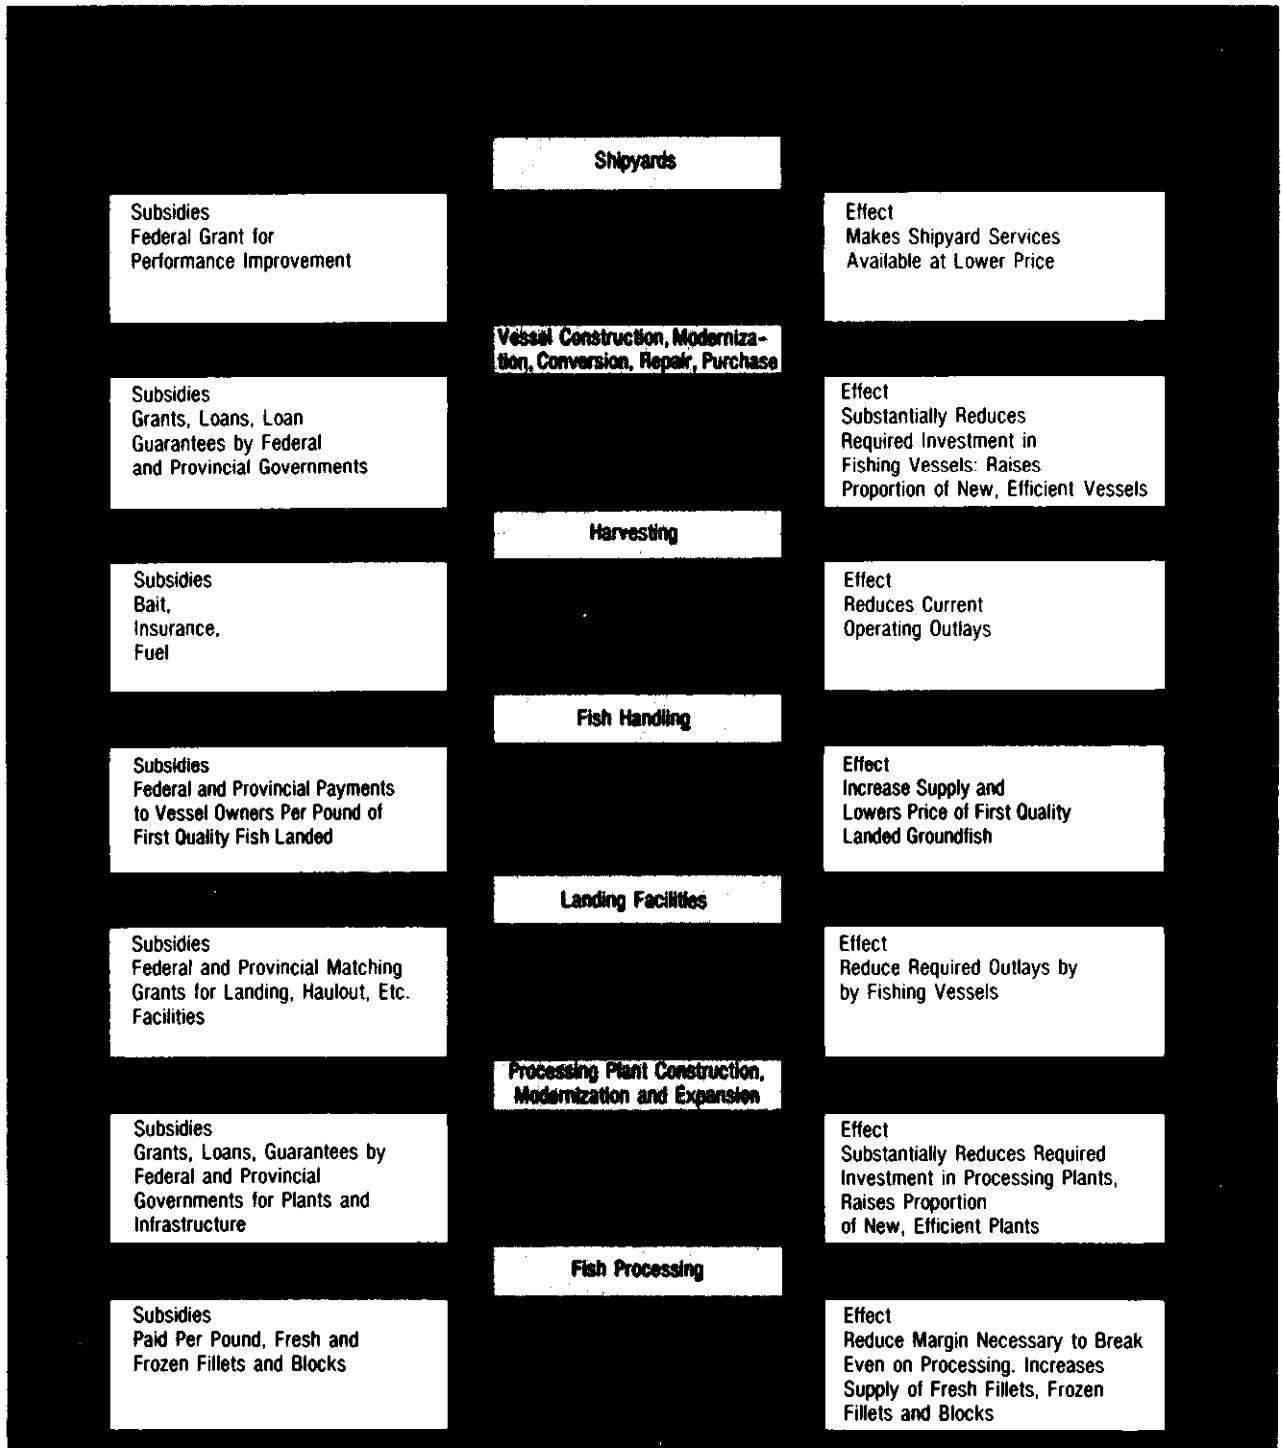 Shipyards
Subsidies
Federal Grant for
Performance Improvement
Effect
Makes Shipyard Services
Available at Lower Price
Vessel Construction, Moderniza-
tion, Conversion, Repair, Purchase
Subsidies
Grants, Loans, Loan
Guarantees by Federal
and Provincial Governments
Effect
Substantially Reduces
Required Investment in
Fishing Vessels: Raises
Proportion of New, Efficient Vessels
Harvesting
Subsidies
Bait,
Insurance,
Fuel
Effect
Reduces Current
Operating Outlays
Fish Handling
Subsidies
Federal and Provincial Payments
to Vessel Owners Per Pound of
First Quality Fish Landed
Effect
Increase Supply and
Lowers Price of First Quality
Landed Groundfish
Landing Facilities
Subsidies
Federal and Provincial Matching
Grants for Landing, Haulout, Etc.
Facilities
Effect
Reduce Required Outlays by
by Fishing Vessels
Processing Plant Construction,
Modernization and Expansion
Subsidies
Grants, Loans, Guarantees by
Federal and Provincial
Governments for Plants and
Infrastructure
Effect
Substantially Reduces Required
Investment in Processing Plants,
Raises Proportion
of New, Efficient Plants
Fish Processing
Subsidies
Paid Per Pound, Fresh and
Frozen Fillets and Blocks
Effect
Reduce Margin Necessary to Break
Even on Processing. Increases
Supply of Fresh Fillets, Frozen
Fillets and Blocks